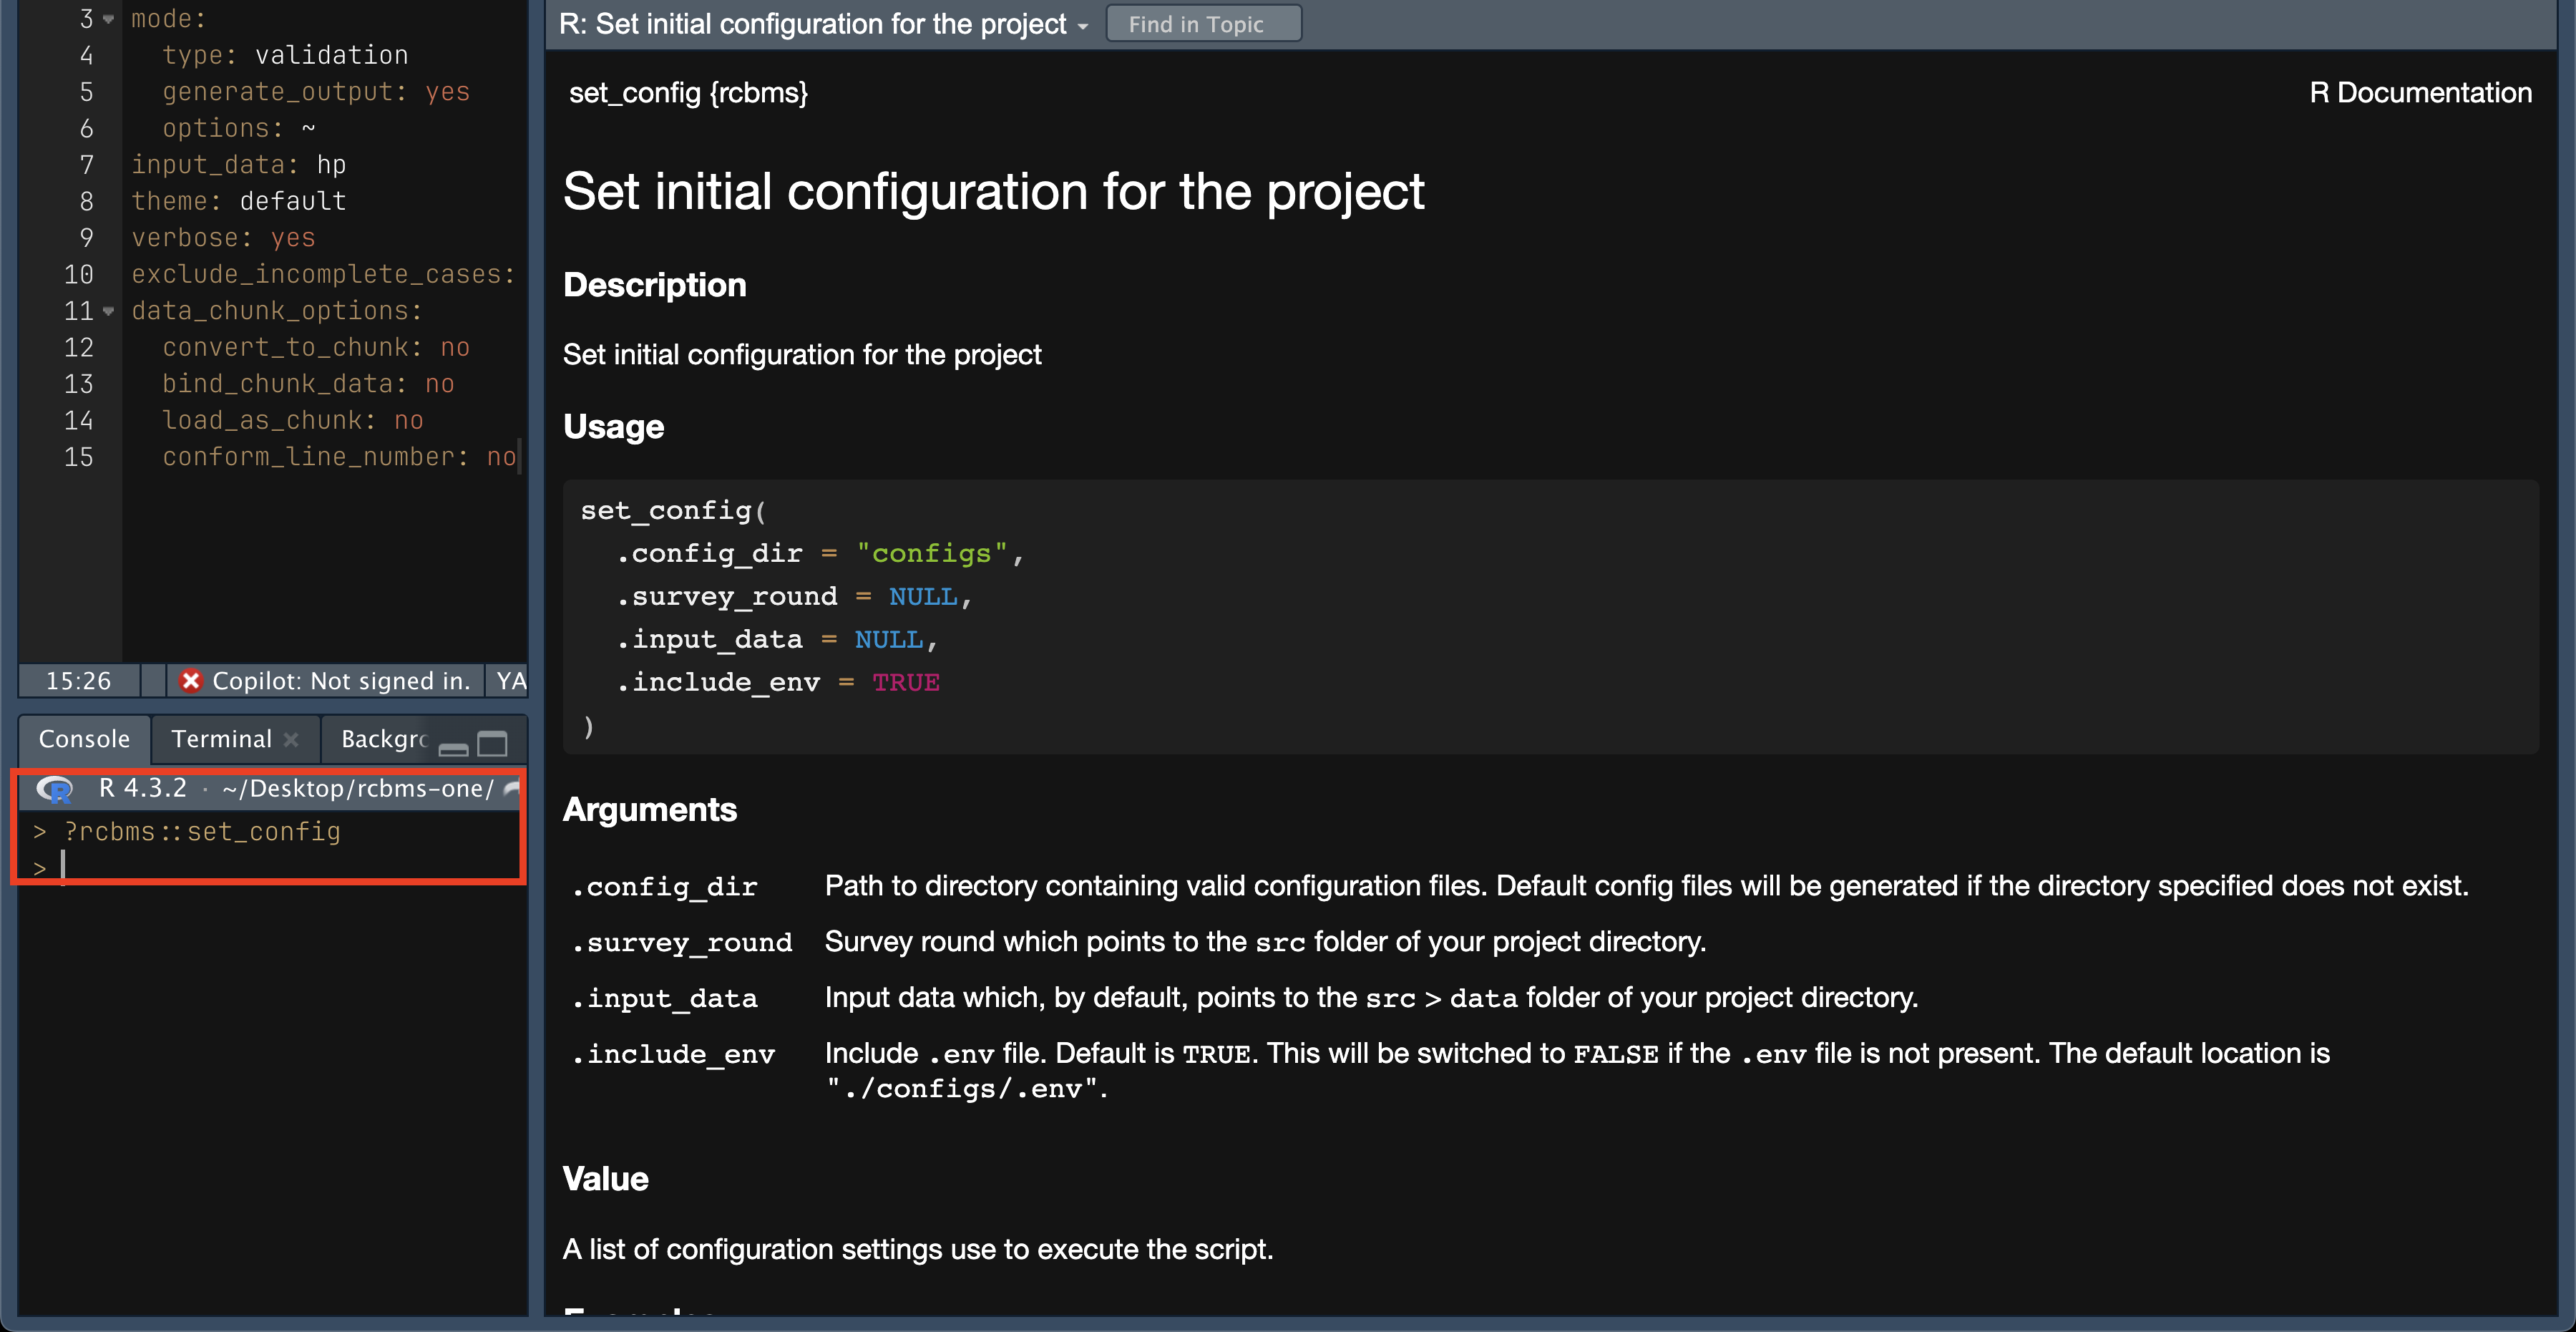 3 mode:
4 type: validation
5 generate_output: yes
6 options: ~
7 input_data: hp
8 theme: default
9 verbose: yes
10 exclude_incomplete_cases:
11 data_chunk_options:
12 convert_to_chunk: no
13 bind_chunk_data: no
14 load_as_chunk: no
15 conform_line_number: no
15:26 Copilot: Not signed in. YA
Console Terminal Backgro
R 4.3.2 · ~/Desktop/rcbms-one/
> ?rcbms::set_config
>
R: Set initial configuration for the project Find in Topic
set_config {rcbms} R Documentation
Set initial configuration for the project
Description
Set initial configuration for the project
Usage
set_config(
.config_dir = "configs",
.survey_round = NULL,
.input_data = NULL,
.include_env = TRUE
)
Arguments
.config_dir Path to directory containing valid configuration files. Default config files will be generated if the directory specified does not exist.
.survey_round Survey round which points to the src folder of your project directory.
.input_data Input data which, by default, points to the src > data folder of your project directory.
.include_env Include .env file. Default is TRUE. This will be switched to FALSE if the .env file is not present. The default location is
"./configs/.env".
Value
A list of configuration settings use to execute the script.